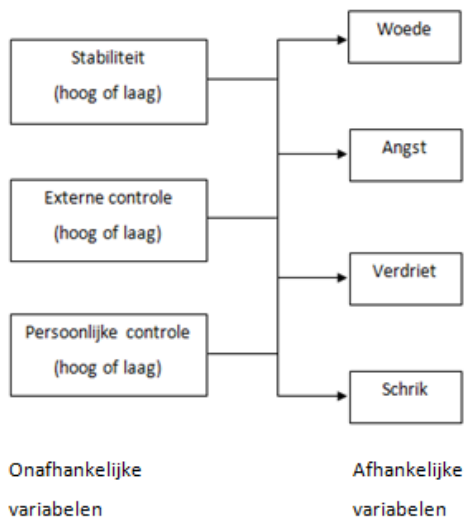 Stabiliteit
(hoog of laag)
Externe controle
(hoog of laag)
Persoonlijke controle
(hoog of laag)
Woede
Angst
Verdriet
Schrik
Onafhankelijke
variabelen
Afhankelijke
variabelen